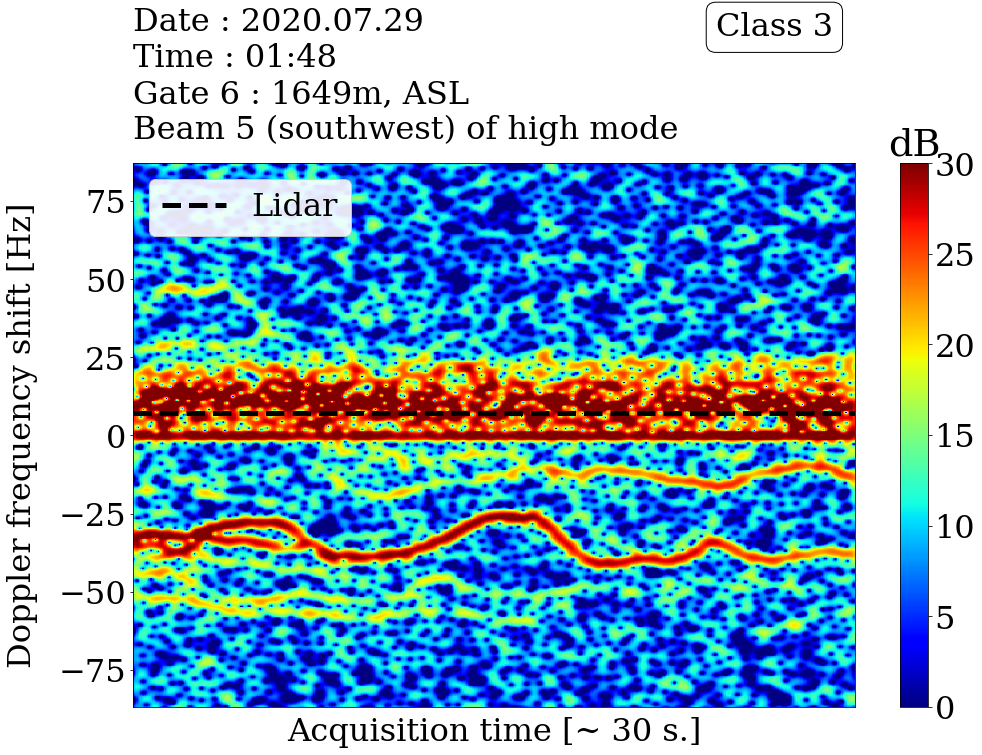 Date : 2020.07.29
Time : 01:48
Gate 6 : 1649m, ASL
Beam 5 (southwest) of high mode
Class 3
dB
Lidar
Doppler frequency shift [Hz]
75
50
25
0
−25
−50
−75
30
25
20
15
10
5
0
Acquisition time [~ 30 s.]